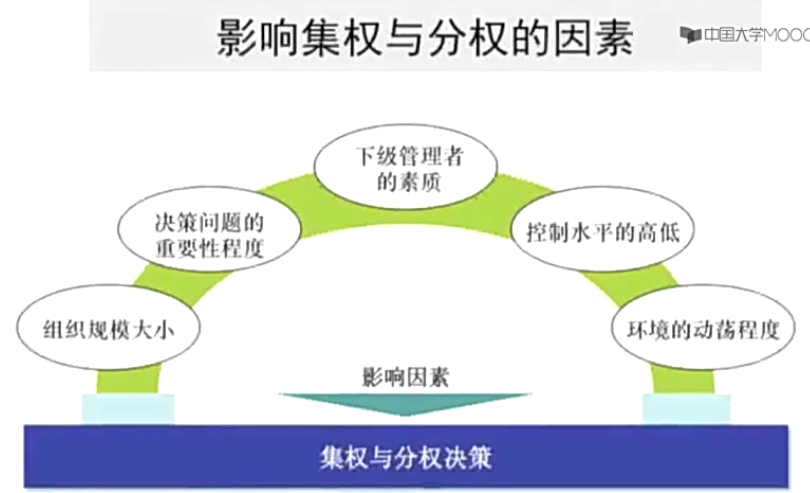 影响集权与分权的因素
中国大学MOOC
下级管理者
的素质
决策问题的
重要性程度
控制水平的高低
组织规模大小
环境的动荡程度
影响因素
集权与分权决策